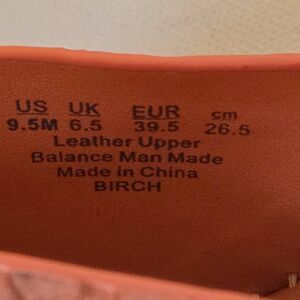 US UK EUR cm
9.5M 6.5 39.5 26.5
Leather Upper
Balance Man Made
Made in China
BIRCH